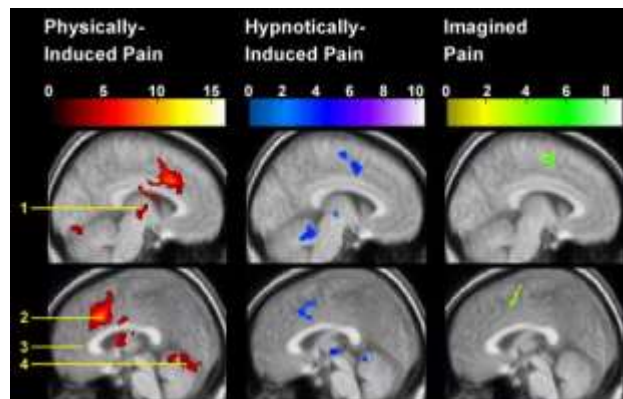 Physically-
Induced Pain
Hypnotically-
Induced Pain
Imagined
Pain
0 5 10 15
0 2 4 6 8 10
0 2 4 6 8
1
2
3
4